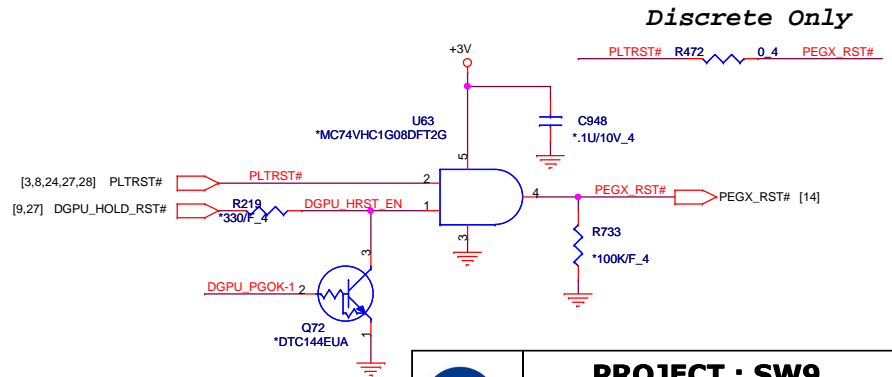 Discrete Only
PLTRST# R472 0_4 PEGX_RST#
+3V
U63
*MC74VHC1G08DFT2G
C948
*.1U/10V_4
5
[3,8,24,27,28] PLTRST# PLTRST# 2
4 PEGX_RST# PEGX_RST# [14]
[9,27] DGPU_HOLD_RST# R219 DGPU_HRST_EN 1
*330/F_4
3
R733
*100K/F_4
3
DGPU_PGOK-1 2
Q72
*DTC144EUA
1
PROJECT : SW9